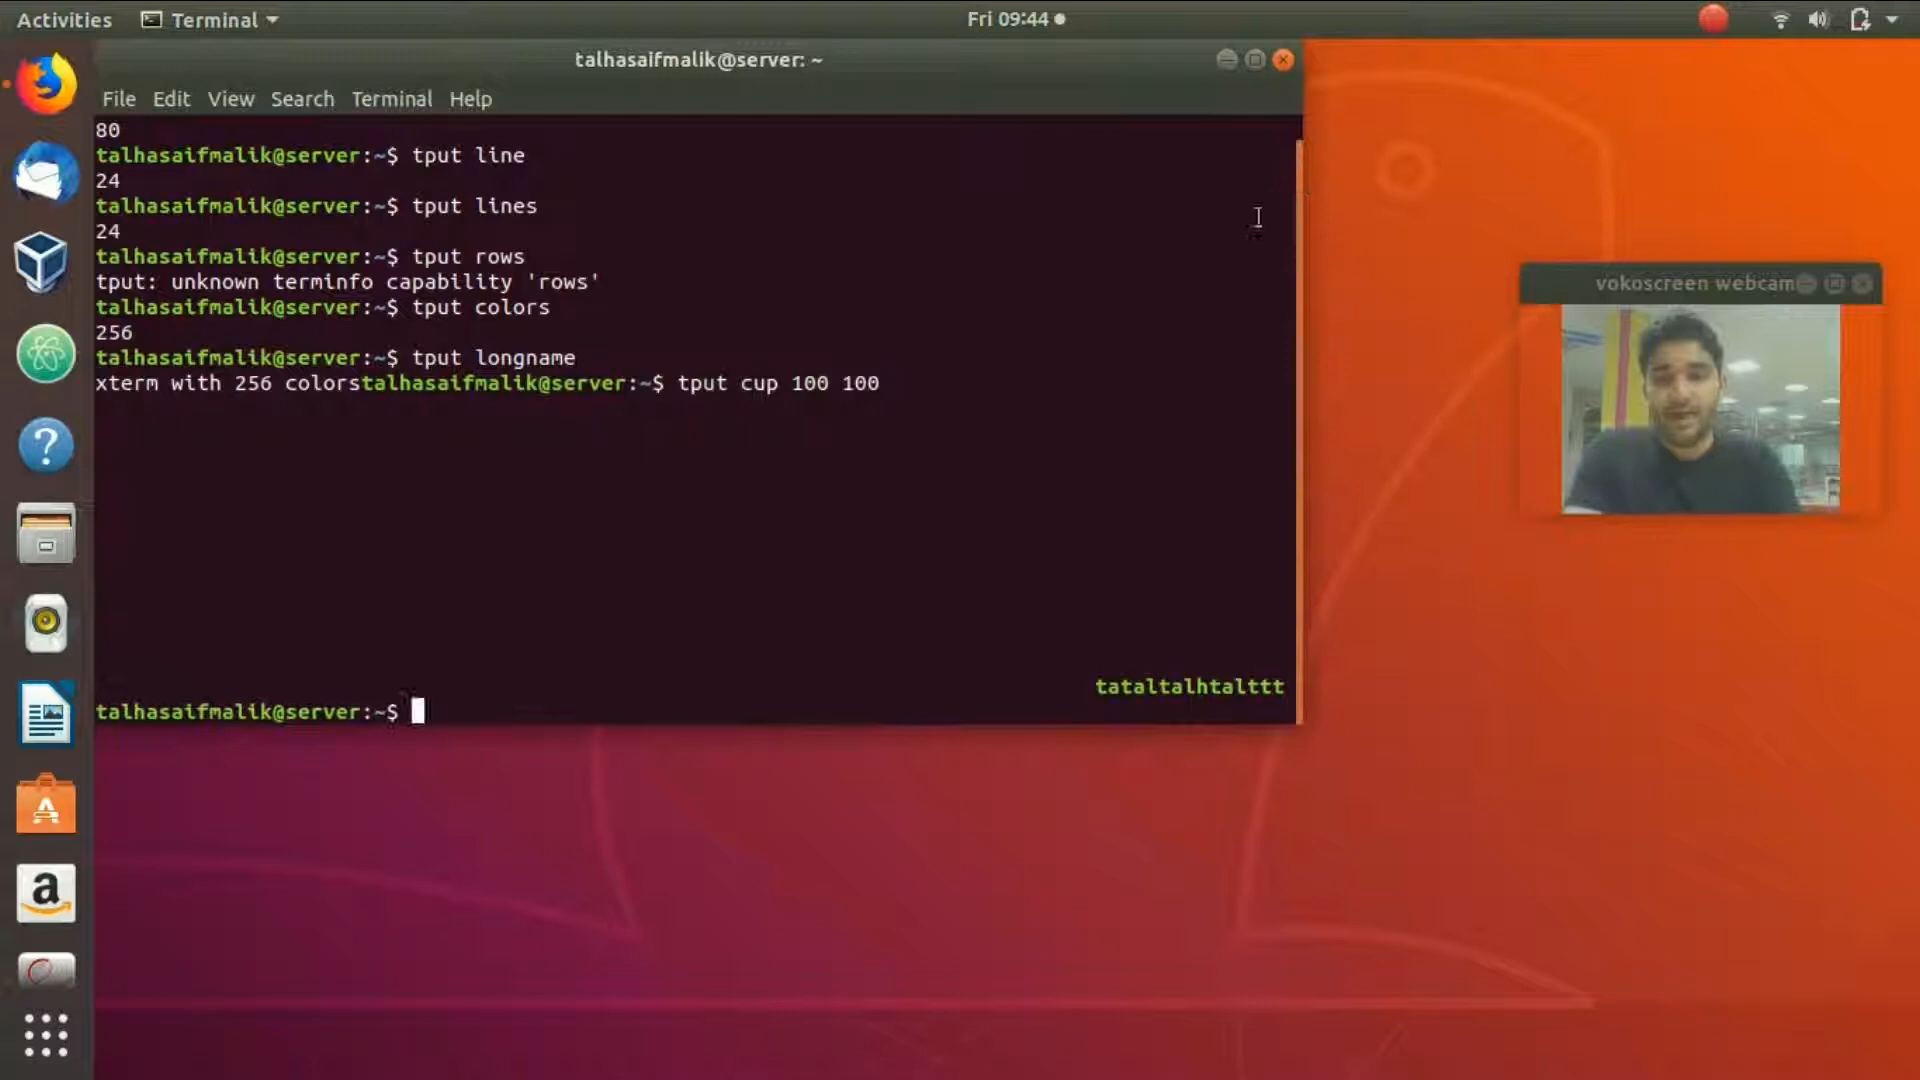 Activities Terminal Fri 09:44
talhasaifmalik@server: ~
File Edit View Search Terminal Help
80
talhasaifmalik@server:~$ tput line
24
talhasaifmalik@server:~$ tput lines
24
talhasaifmalik@server:~$ tput rows
tput: unknown terminfo capability 'rows'
talhasaifmalik@server:~$ tput colors
256
talhasaifmalik@server:~$ tput longname
xterm with 256 colorstalhasaifmalik@server:~$ tput cup 100 100
tataltalhtalttt
talhasaifmalik@server:~$
vokoscreen webcam